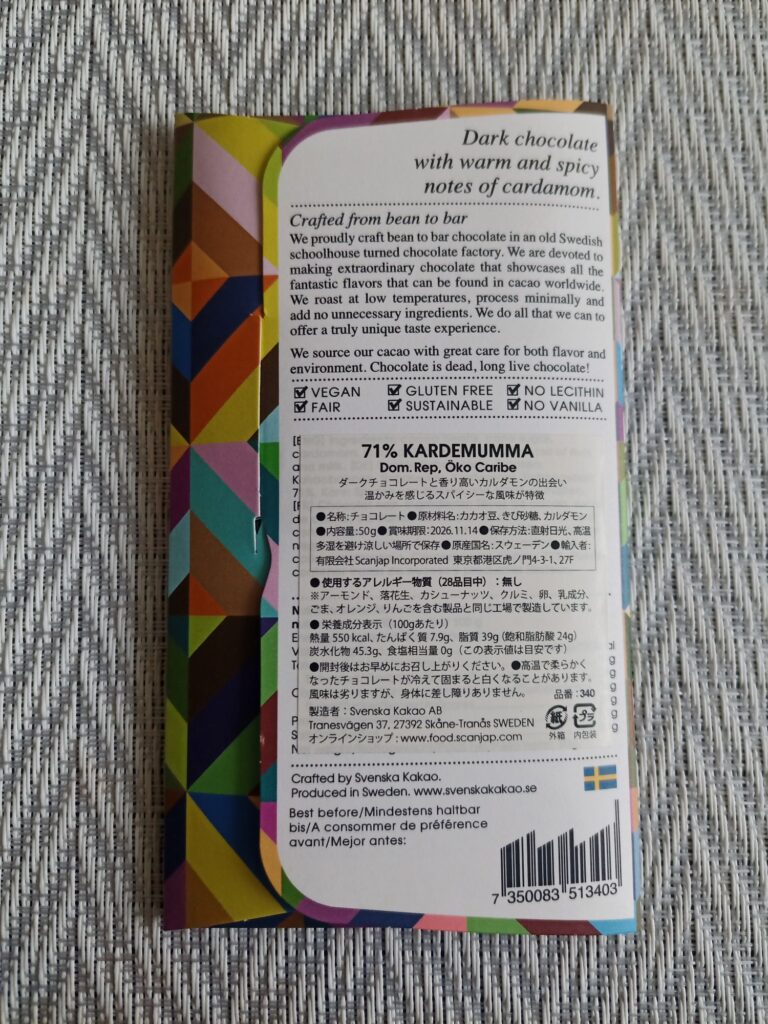 Dark chocolate
with warm and spicy
notes of cardamom.
Crafted from bean to bar
We proudly craft bean to bar chocolate in an old Swedish
schoolhouse turned chocolate factory. We are devoted to
making extraordinary chocolate that showcases all the
fantastic flavors that can be found in cacao worldwide.
We roast at low temperatures, process minimally and
add no unnecessary ingredients. We do all that we can to
offer a truly unique taste experience.
We source our cacao with great care for both flavor and
environment. Chocolate is dead, long live chocolate!
☑ VEGAN ☑ GLUTEN FREE ☑ NO LECITHIN
☑ FAIR ☑ SUSTAINABLE ☑ NO VANILLA
71% KARDEMUMMA
Dom. Rep, Öko Caribe
ダークチョコレートと香り高いカルダモンの出会い
温かみを感じるスパイシーな風味が特徴
●名称:チョコレート●原材料名:カカオ豆、きび砂糖、カルダモン
●内容量:50g●賞味期限:2026.11.14●保存方法:直射日光、高温
多湿を避け涼しい場所で保存●原産国名:スウェーデン●輸入者:
有限会社Scanjap Incorporated 東京都港区虎ノ門4-3-1、27F
●使用するアレルギー物質(28品目中):無し
※アーモンド、落花生、カシューナッツ、クルミ、卵、乳成分、
ごま、オレンジ、りんごを含む製品と同じ工場で製造しています。
●栄養成分表示(100gあたり)
熱量 550 kcal、たんぱく質 7.9g、脂質 39g(飽和脂肪酸 24g)
炭水化物 45.3g、食塩相当量 0g(この表示値は目安です)
●開封後はお早めにお召し上がりください。●高温で柔らかく
なったチョコレートが冷えて固まると白くなることがあります。
風味は劣りますが、身体に差し障りありません。 品番:340
製造者:Svenska Kakao AB
Tranesvägen 37, 27392 Skåne-Tranås SWEDEN
オンラインショップ:www.food.scanjap.com
紙 プラ
外箱 内包装
Crafted by Svenska Kakao.
Produced in Sweden. www.svenskakakao.se
Best before/Mindestens haltbar
bis/A consommer de préférence
avant/Mejor antes:
7 350083 513403